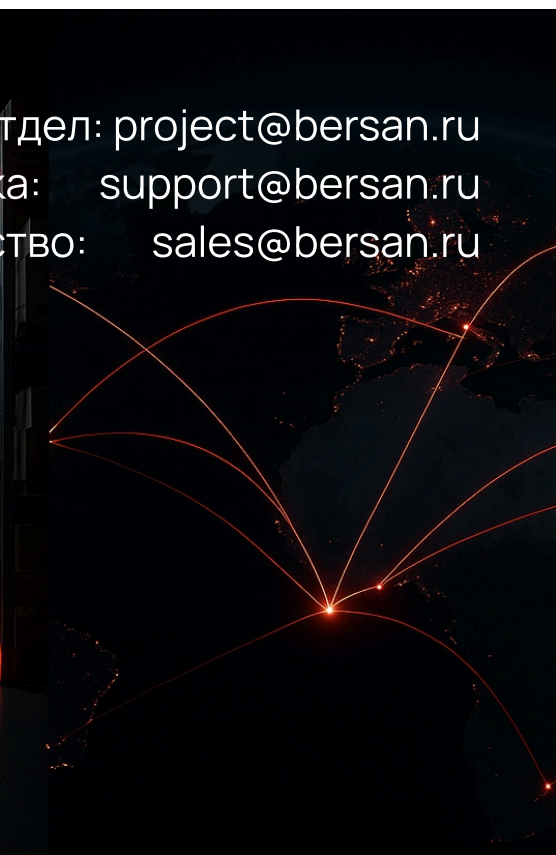 тдел: project@bersan.ru
ка: support@bersan.ru
ство: sales@bersan.ru